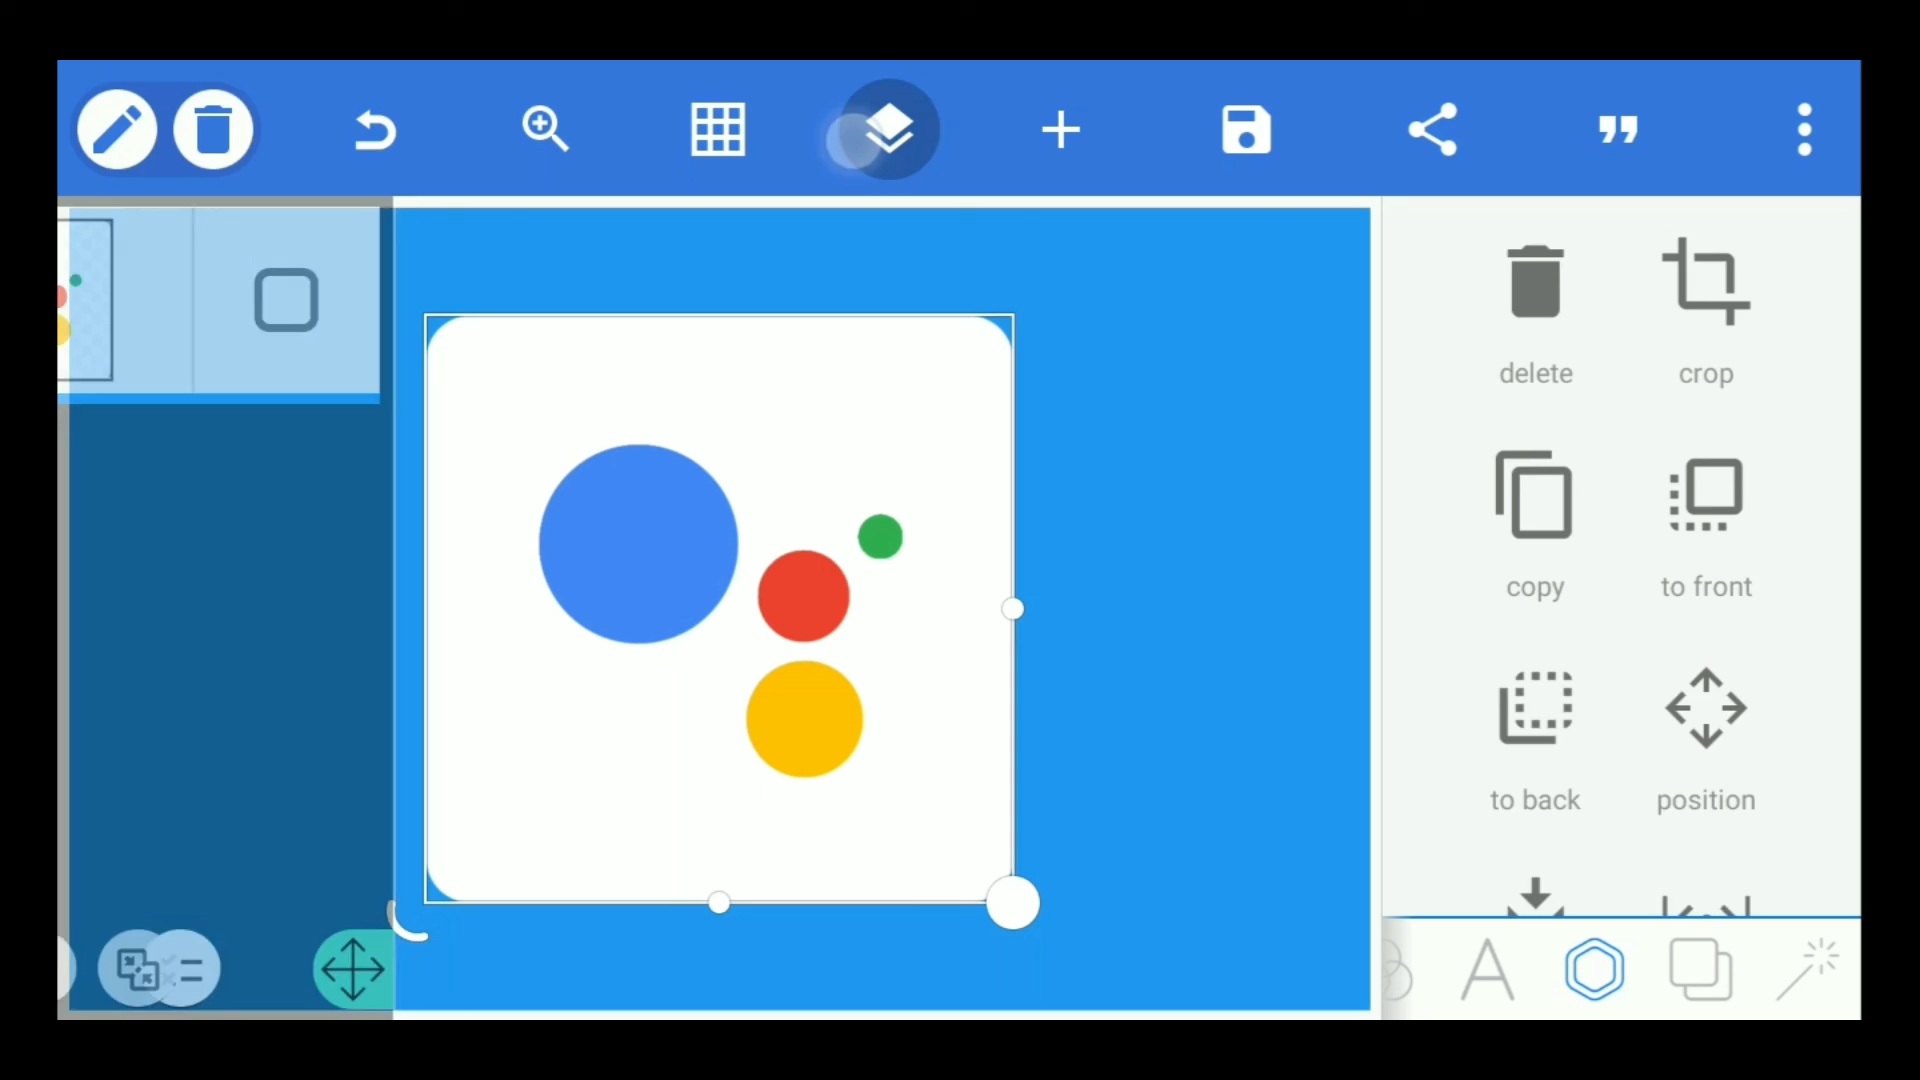 delete
crop
copy
to front
to back
position